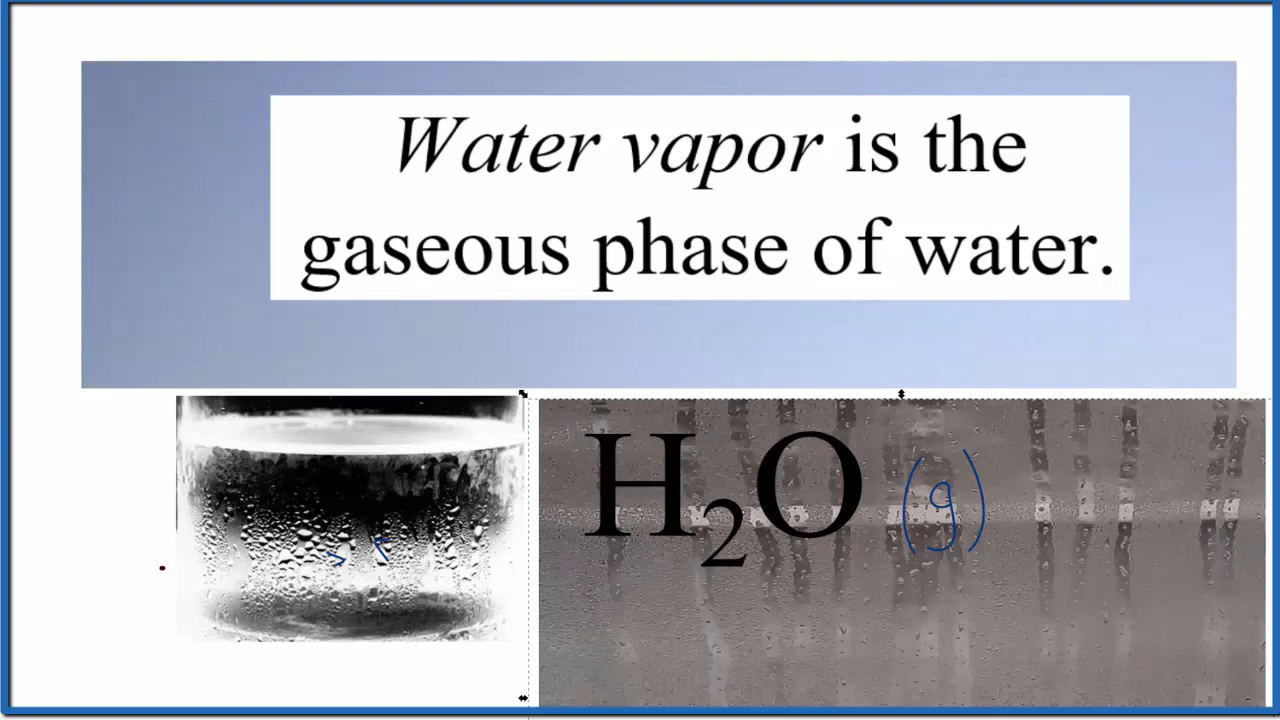 Water vapor is the
gaseous phase of water.
H₂O (g)